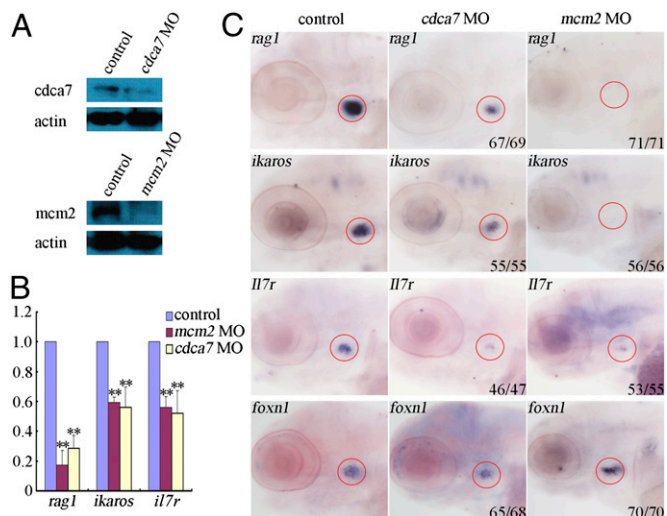 A
control
cdca7 MO
cdca7
actin
control
mcm2 MO
mcm2
actin
B
1.2
1
0.8
0.6
0.4
0.2
0
control
mcm2 MO
cdca7 MO
**
**
**
**
**
**
rag1
ikaros
il7r
C
control
cdca7 MO
mcm2 MO
rag1
rag1
rag1
67/69
71/71
ikaros
ikaros
ikaros
55/55
56/56
Il7r
Il7r
Il7r
46/47
53/55
foxn1
foxn1
foxn1
65/68
70/70